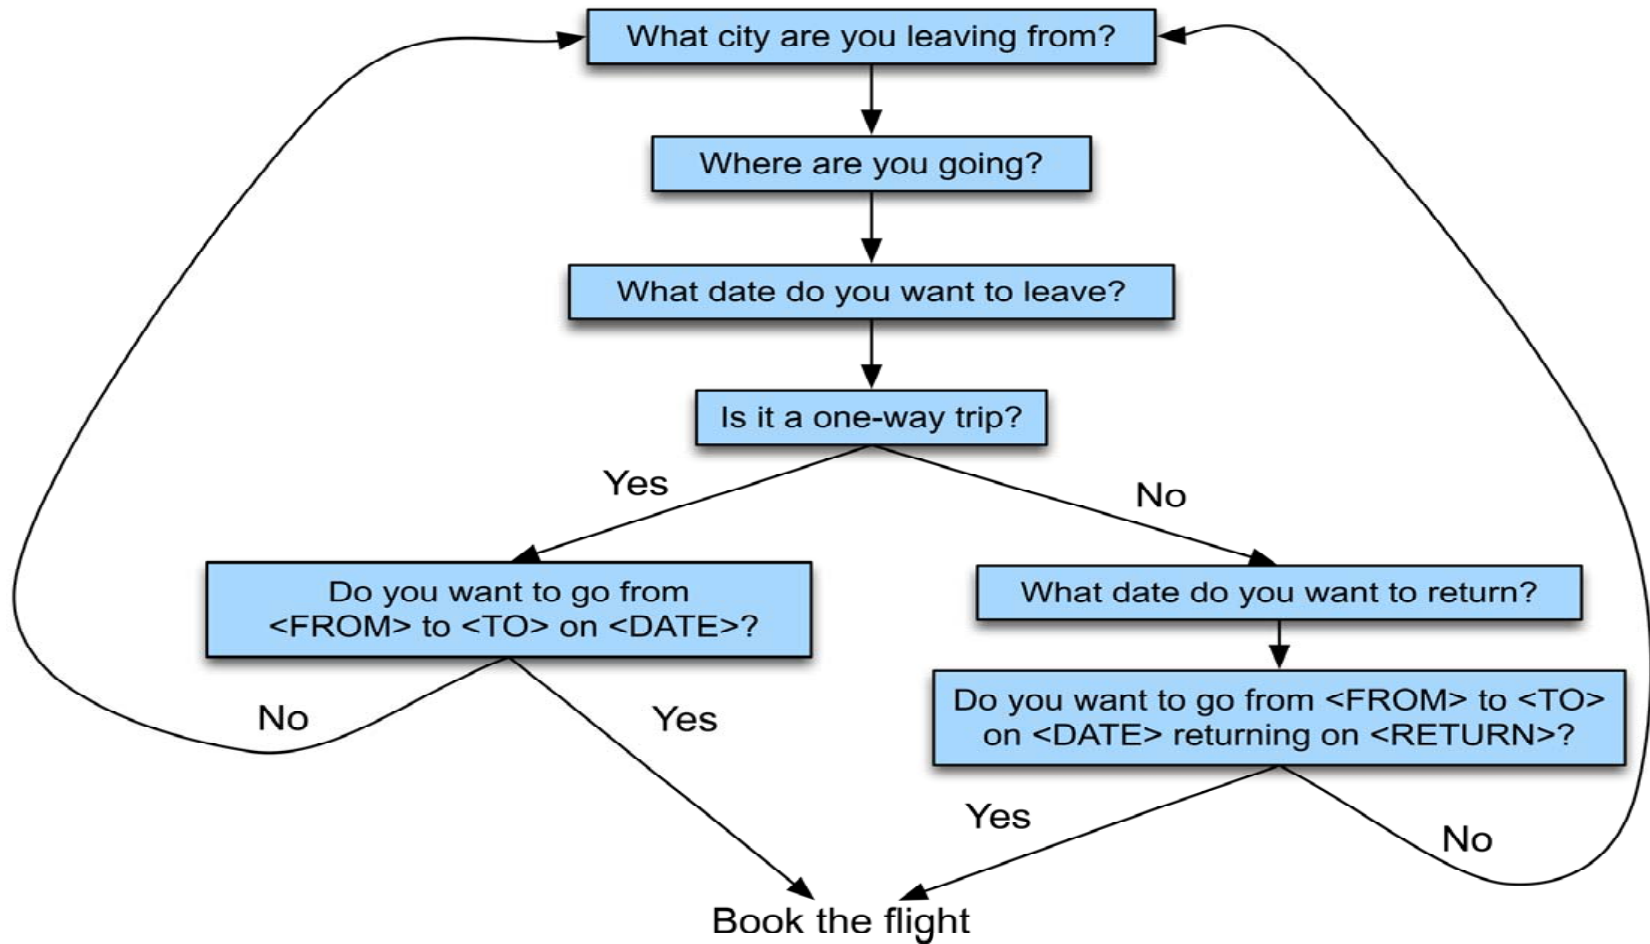 What city are you leaving from?
Where are you going?
What date do you want to leave?
Is it a one-way trip?
Yes
No
Do you want to go from
<FROM> to <TO> on <DATE>?
What date do you want to return?
Do you want to go from <FROM> to <TO>
on <DATE> returning on <RETURN>?
No
Yes
Yes
No
Book the flight